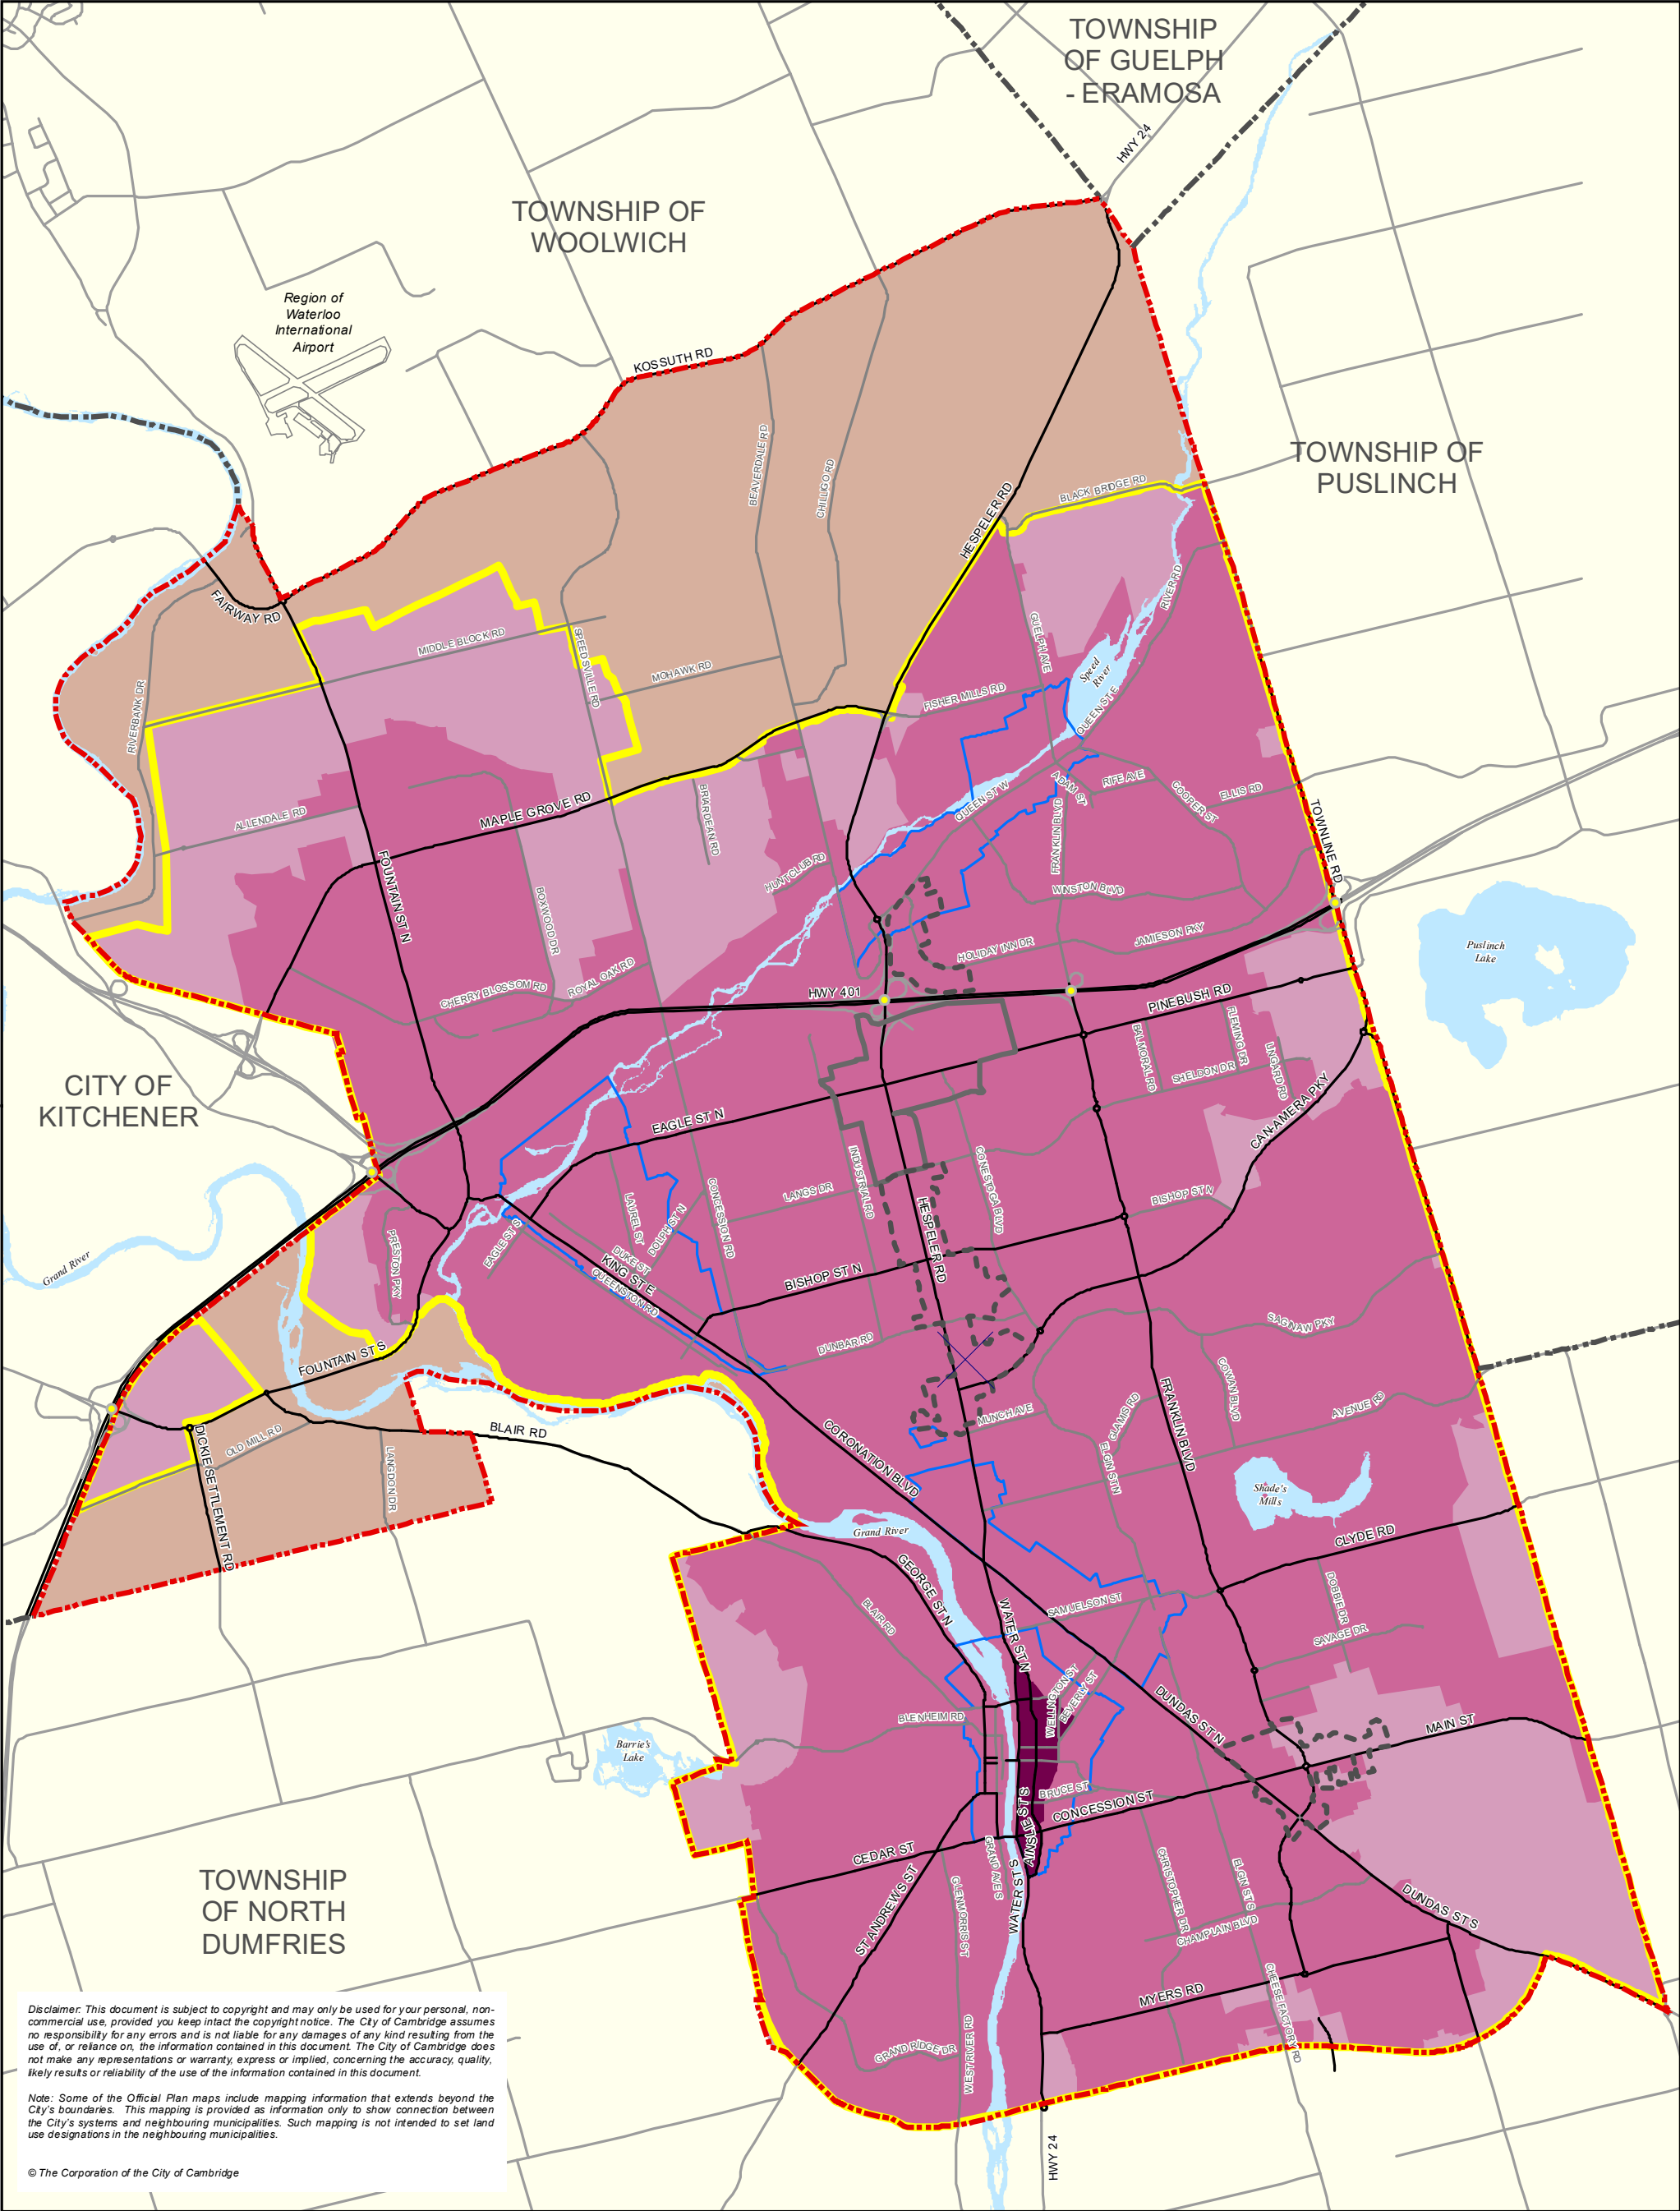 TOWNSHIP
OF GUELPH
- ERAMOSA
HWY 24
TOWNSHIP OF
WOOLWICH
Region of
Waterloo
International
Airport
KOSSUTH RD
BEAVERDALE RD
CHILLIGO RD
HESPELER RD
BLACK BRIDGE RD
TOWNSHIP OF
PUSLINCH
FAIRWAY RD
MIDDLE BLOCK RD
SPEEDSVILLE RD
MOHAWK RD
RIVERBANK DR
FISHER MILLS RD
GUELPH AVE
RIVER RD
Speed
River
QUEEN ST E
ALLENDALE RD
MAPLE GROVE RD
BRIARDEAN RD
QUEEN ST W
ADAM ST
RIFE AVE
COOPER ST
ELLIS RD
TOWNLINE RD
FOUNTAIN ST N
HUNT CLUB RD
FRANKLIN BLVD
WINSTON BLVD
BOXWOOD DR
HOLIDAY INN DR
JAMIESON PKY
Puslinch
Lake
CHERRY BLOSSOM RD
ROYAL OAK RD
HWY 401
PINEBUSH RD
BALMORAL RD
FLEMING DR
LINGARD RD
SHELDON DR
CAN-AMERA PKY
CITY OF
KITCHENER
EAGLE ST N
INDUSTRIAL RD
CONESTOGA BLVD
LANGS DR
CONCESSION RD
LAUREL ST
DOLPH ST N
BISHOP ST N
HESPELER RD
Grand River
PRESTON PKY
EAGLE ST S
DUKE ST
KING ST E
QUEENSTON RD
BISHOP ST N
DUNBAR RD
SAGINAW PKY
FOUNTAIN ST S
COWAN BLVD
AVENUE RD
FRANKLIN BLVD
GLAMIS RD
MUNCH AVE
ELGIN ST N
BLAIR RD
CORONATION BLVD
OLD MILL RD
DICKIE SETTLEMENT RD
LANGDON DR
Shade's
Mills
Grand River
CLYDE RD
GEORGE ST N
BLAIR RD
WATER ST N
SAMUELSON ST
DOBBIE DR
SAVAGE DR
WELLINGTON ST
BEVERLY ST
DUNDAS ST N
MAIN ST
BLENHEIM RD
Barrie's
Lake
BRUCE ST
CONCESSION ST
AINSLIE ST S
CEDAR ST
GRAND AVE S
WATER ST S
ST ANDREWS ST
GLENMORRIS ST
CHRISTOPHER DR
ELGIN ST S
CHAMPLAIN BLVD
DUNDAS ST S
TOWNSHIP
OF NORTH
DUMFRIES
MYERS RD
CHEESE FACTORY RD
GRAND RIDGE DR
WEST RIVER RD
HWY 24
Disclaimer: This document is subject to copyright and may only be used for your personal, non-
commercial use, provided you keep intact the copyright notice. The City of Cambridge assumes
no responsibility for any errors and is not liable for any damages of any kind resulting from the
use of, or reliance on, the information contained in this document. The City of Cambridge does
not make any representations or warranty, express or implied, concerning the accuracy, quality,
likely results or reliability of the use of the information contained in this document.
Note: Some of the Official Plan maps include mapping information that extends beyond the
City's boundaries. This mapping is provided as information only to show connection between
the City's systems and neighbouring municipalities. Such mapping is not intended to set land
use designations in the neighbouring municipalities.
© The Corporation of the City of Cambridge